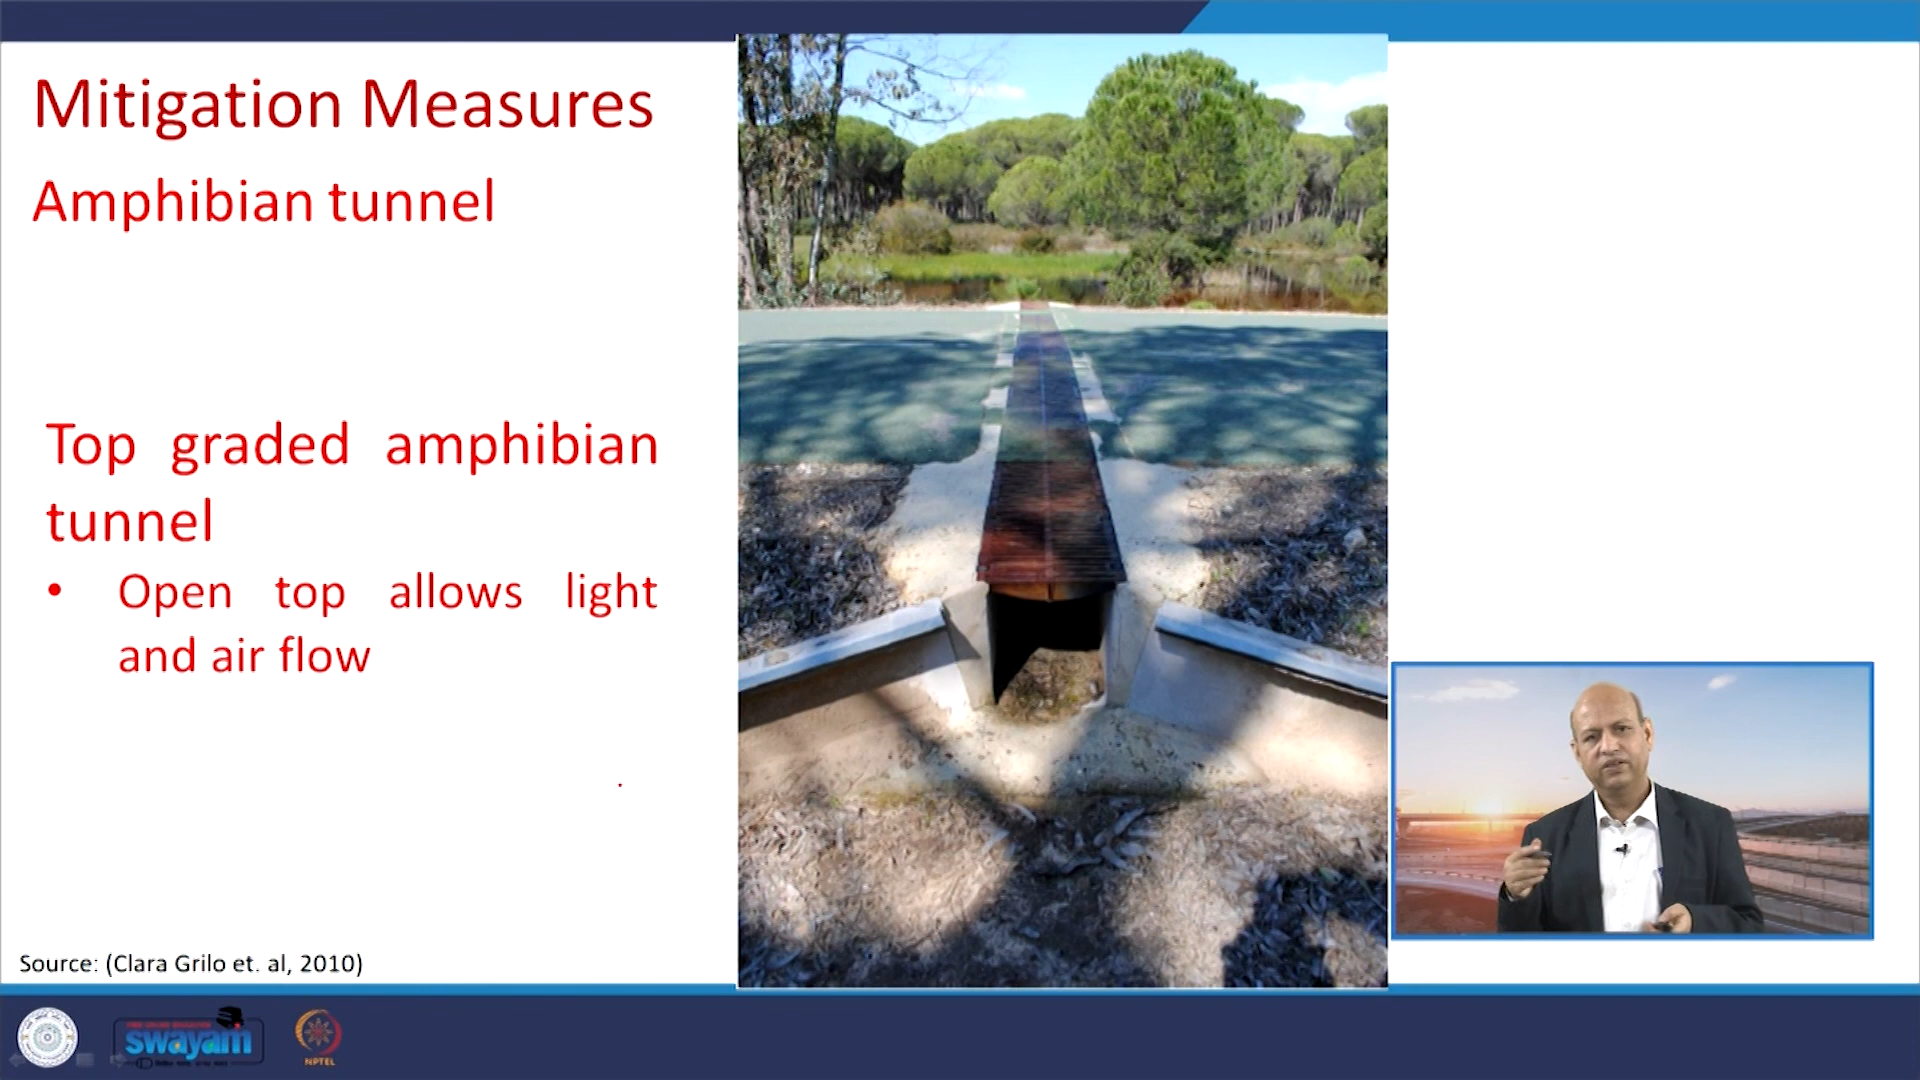 Mitigation Measures
Amphibian tunnel
Top graded amphibian
tunnel
• Open top allows light
and air flow
.
Source: (Clara Grilo et. al, 2010)
swayam
NPTEL